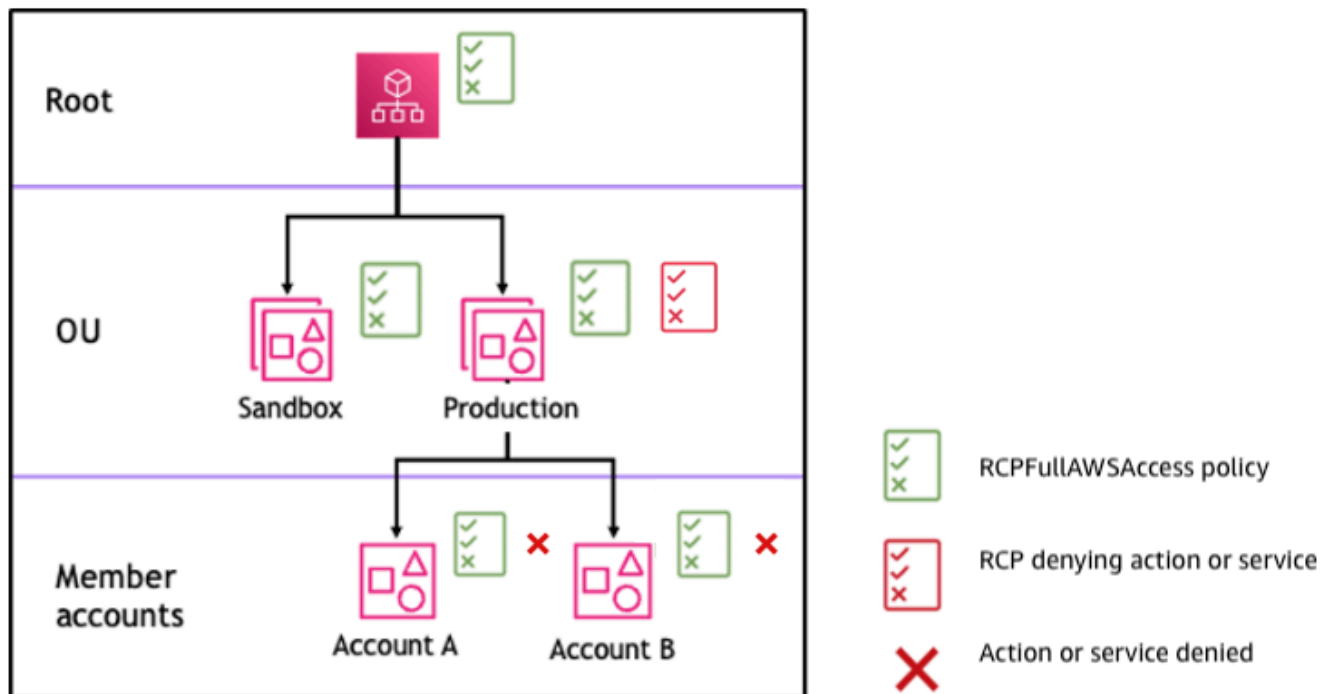 Root
OU
Sandbox
Production
Member
accounts
Account A
Account B
RCPFullAWSAccess policy
RCP denying action or service
Action or service denied